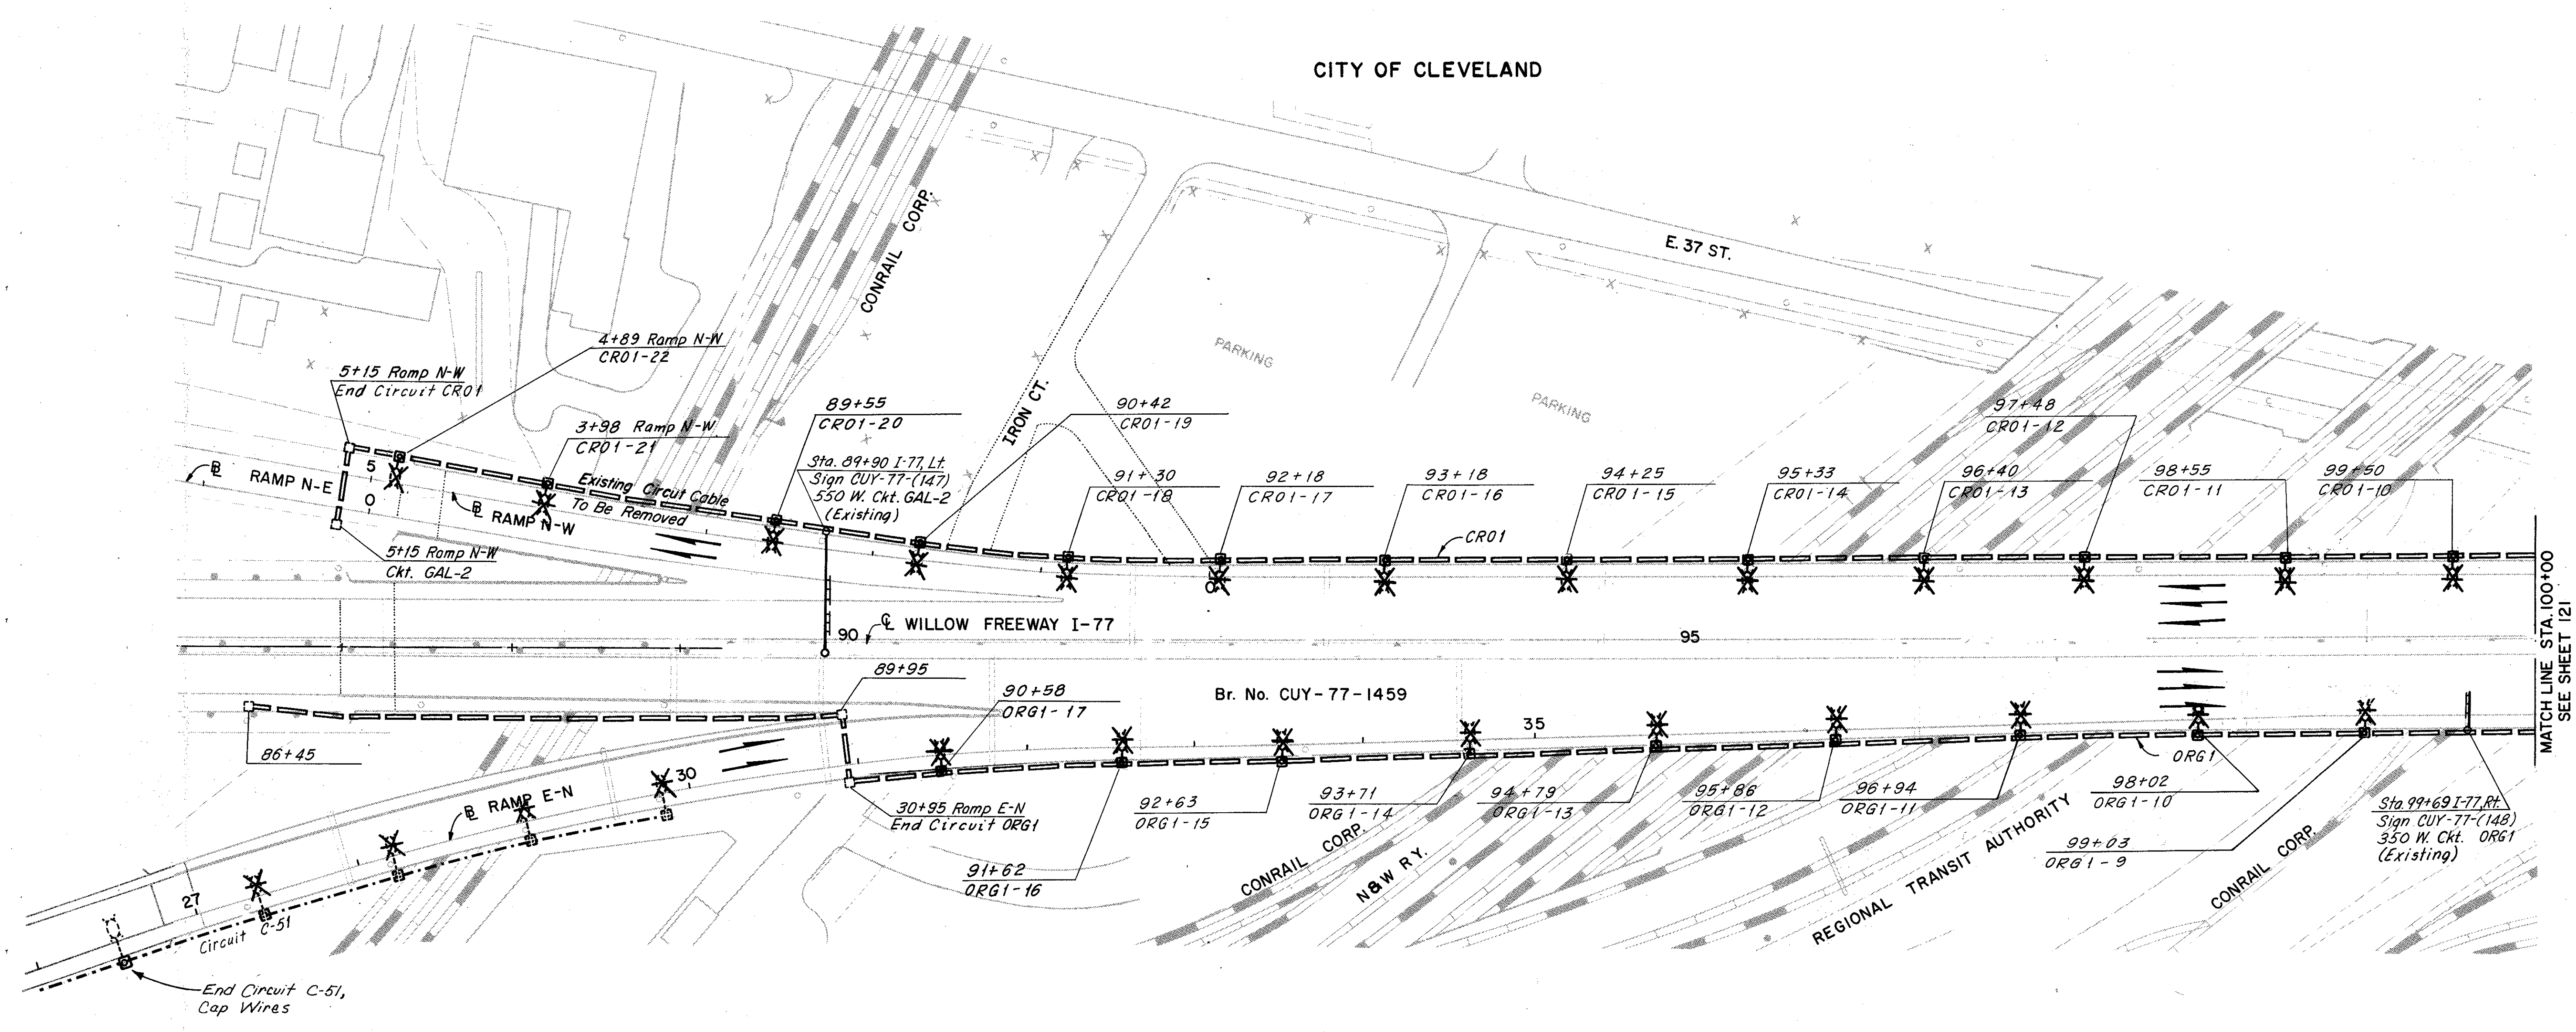 CITY OF CLEVELAND
CONRAIL CORP.
E. 37 ST.
4+89 Ramp N-W
CR01-22
5+15 Ramp N-W
End Circuit CR01
PARKING
PARKING
IRON CT.
3+98 Ramp N-W
CR01-21
89+55
CR01-20
90+42
CR01-19
97+48
CR01-12
Sta. 89+90 I-77, Lt.
Sign CUY-77-(147)
550 W. Ckt. GAL-2
(Existing)
91+30
CR01-18
92+18
CR01-17
93+18
CR01-16
94+25
CR01-15
95+33
CR01-14
96+40
CR01-13
98+55
CR01-11
99+50
CR01-10
RAMP N-E
5
0
RAMP N-W
Existing Circuit Cable
To Be Removed
CR01
5+15 Ramp N-W
Ckt. GAL-2
0
90
WILLOW FREEWAY I-77
95
MATCH LINE STA. 100+00
SEE SHEET 121
89+95
90+58
ORG1-17
Br. No. CUY-77-1459
35
86+45
30
RAMP E-N
ORG1
30+95 Ramp E-N
End Circuit ORG1
92+63
ORG1-15
93+71
ORG1-14
94+79
ORG1-13
95+86
ORG1-12
96+94
ORG1-11
98+02
ORG1-10
99+03
ORG1-9
Sta. 99+69 I-77, Rt.
Sign CUY-77-(148)
350 W. Ckt. ORG1
(Existing)
91+62
ORG1-16
CONRAIL CORP.
N&W RY.
REGIONAL TRANSIT AUTHORITY
CONRAIL CORP.
27
Circuit C-51
End Circuit C-51,
Cap Wires